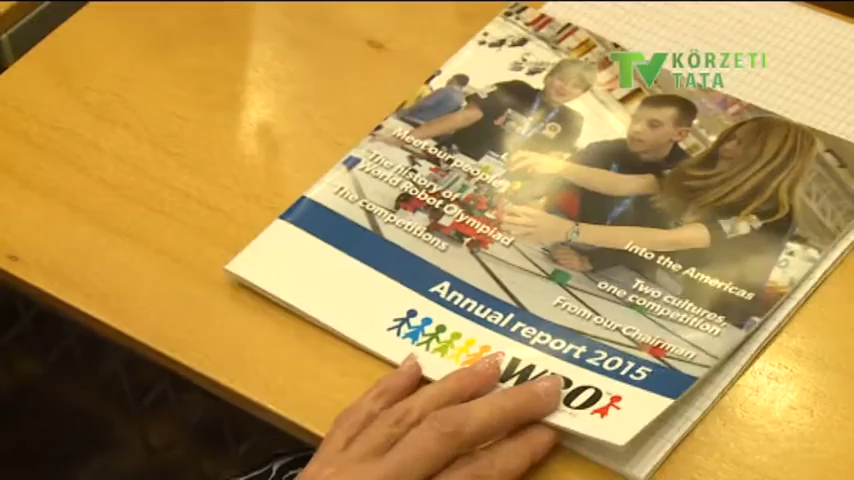 TV KÖRZETI
TATA
Meet our people
The history of
World Robot Olympiad
The competitions
Into the Americas
Two cultures,
one competition
From our Chairman
Annual report 2015
WRO